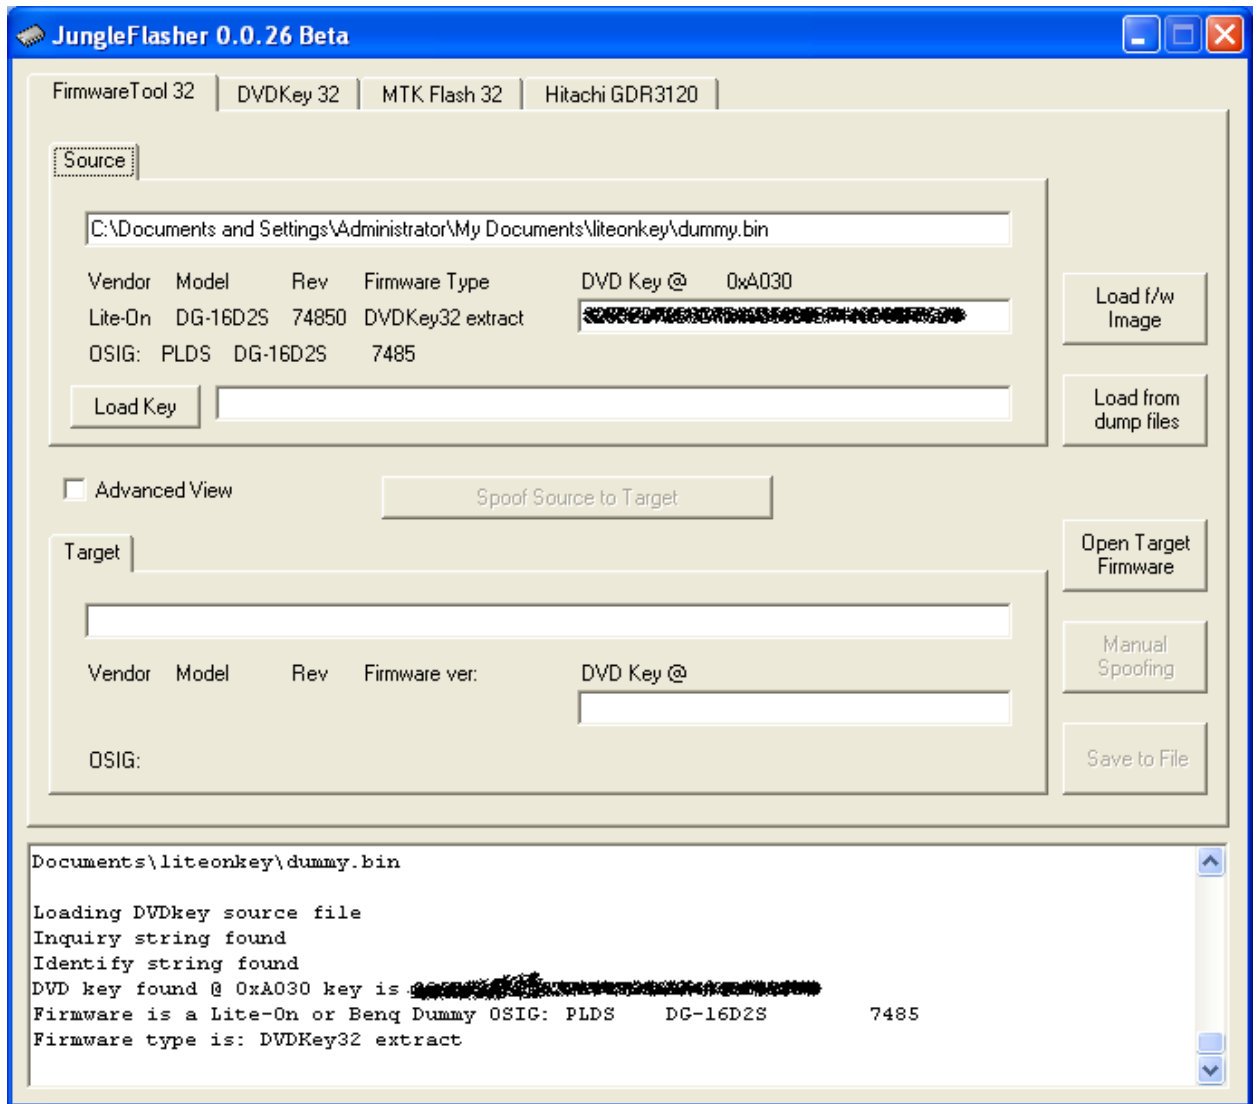 JungleFlasher 0.0.26 Beta
FirmwareTool 32 DVDKey 32 MTK Flash 32 Hitachi GDR3120
Source
C:\Documents and Settings\Administrator\My Documents\liteonkey\dummy.bin
Vendor Model Rev Firmware Type DVD Key @ 0xA030
Lite-On DG-16D2S 74850 DVDKey32 extract
OSIG: PLDS DG-16D2S 7485
Load Key
Load f/w
Image
Load from
dump files
Advanced View
Spoof Source to Target
Target
Open Target
Firmware
Vendor Model Rev Firmware ver: DVD Key @
Manual
Spoofing
OSIG:
Save to File
Documents\liteonkey\dummy.bin
Loading DVDkey source file
Inquiry string found
Identify string found
DVD key found @ 0xA030 key is
Firmware is a Lite-On or Benq Dummy OSIG: PLDS DG-16D2S 7485
Firmware type is: DVDKey32 extract